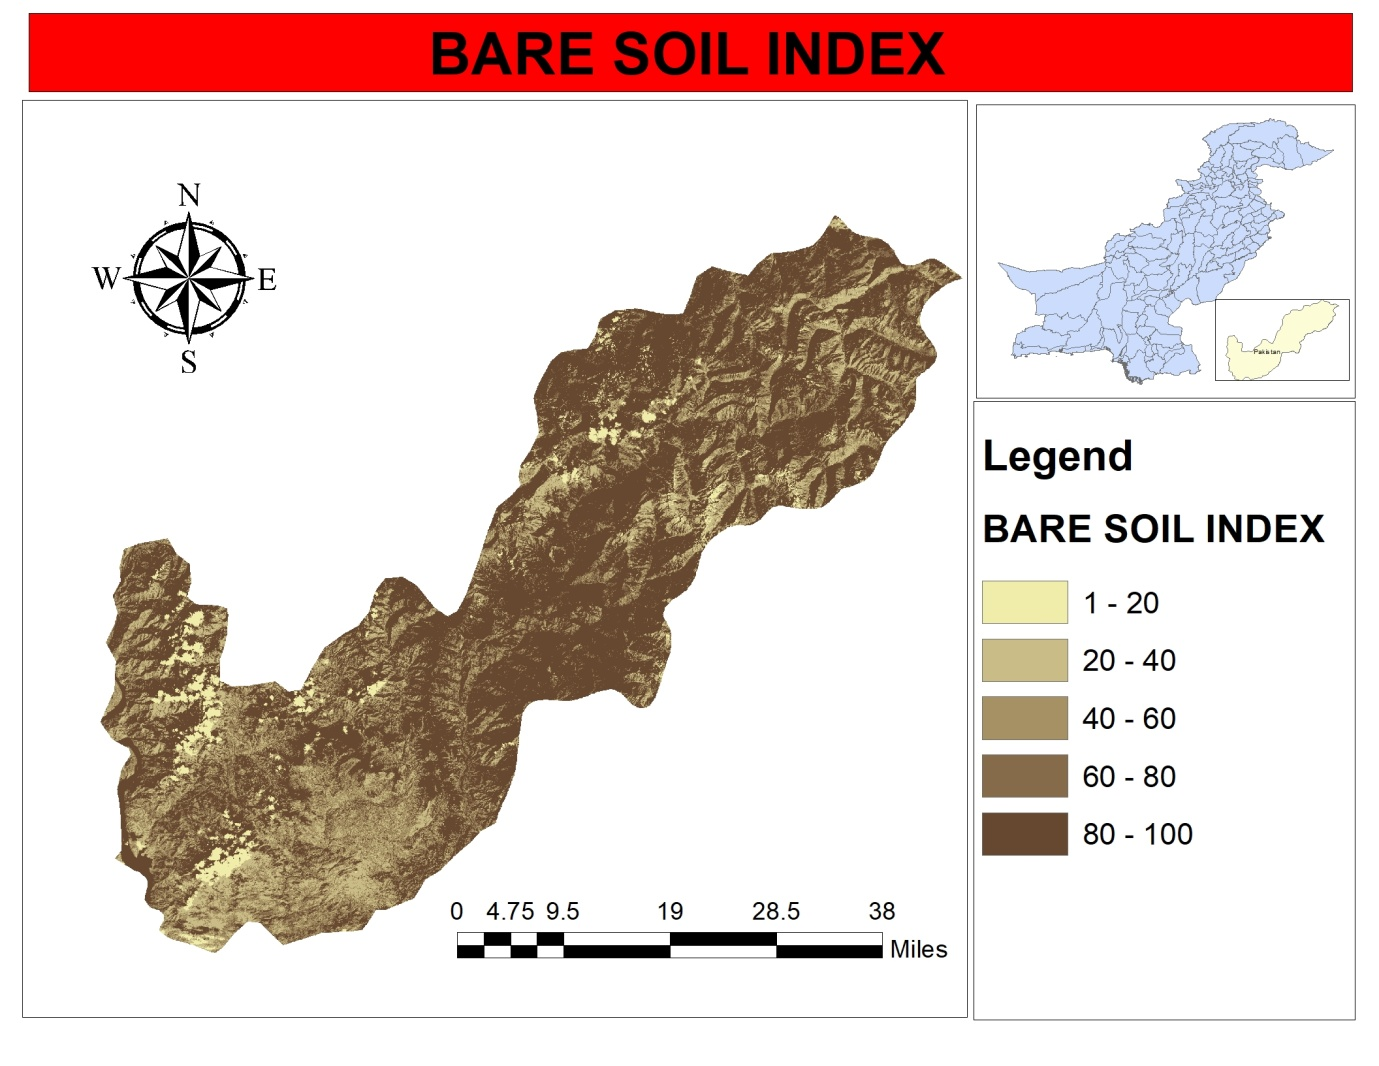 BARE SOIL INDEX
N
W E
S
Pakistan
Legend
BARE SOIL INDEX
1 - 20
20 - 40
40 - 60
60 - 80
80 - 100
0 4.75 9.5 19 28.5 38
Miles